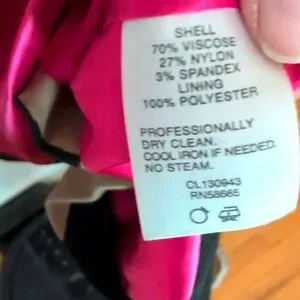 SHELL
70% VISCOSE
27% NYLON
3% SPANDEX
LINING
100% POLYESTER
PROFESSIONALLY
DRY CLEAN.
COOL IRON IF NEEDED.
NO STEAM.
CL130943
RN58665